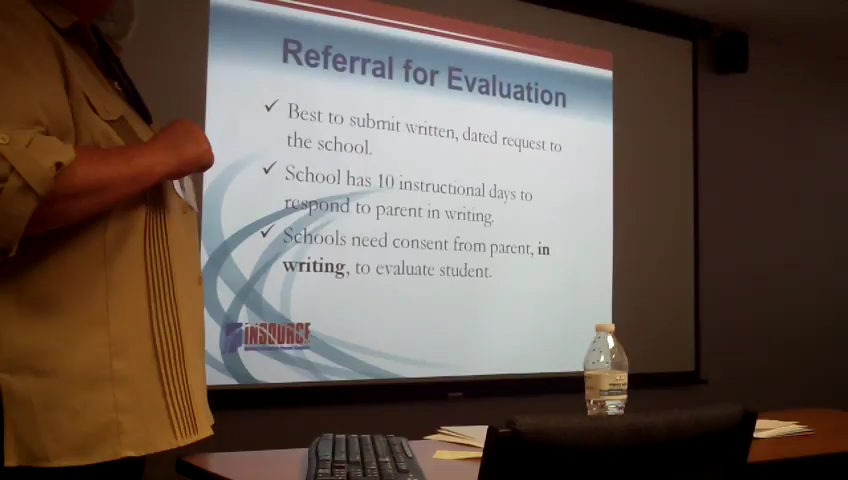 Referral for Evaluation
✓ Best to submit written, dated request to
the school.
✓ School has 10 instructional days to
respond to parent in writing.
✓ Schools need consent from parent, in
writing, to evaluate student.
INSOURCE